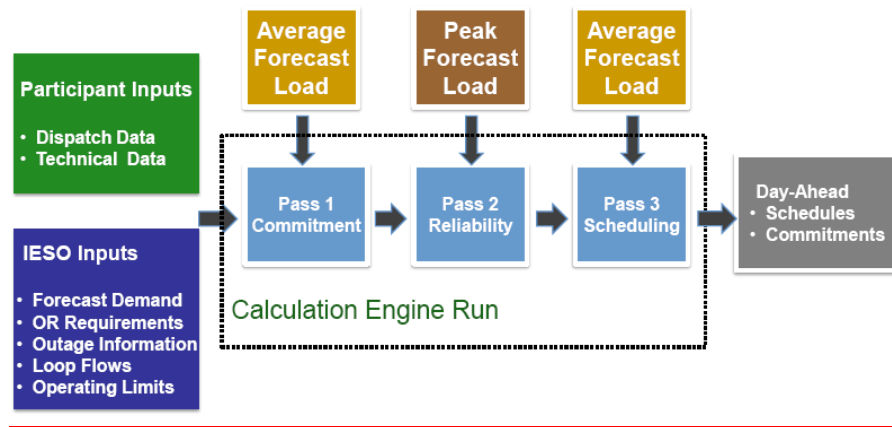 Average
Forecast
Load
Peak
Forecast
Load
Average
Forecast
Load
Participant Inputs
• Dispatch Data
• Technical Data
Pass 1
Commitment
Pass 2
Reliability
Pass 3
Scheduling
Day-Ahead
• Schedules
• Commitments
IESO Inputs
• Forecast Demand
• OR Requirements
• Outage Information
• Loop Flows
• Operating Limits
Calculation Engine Run